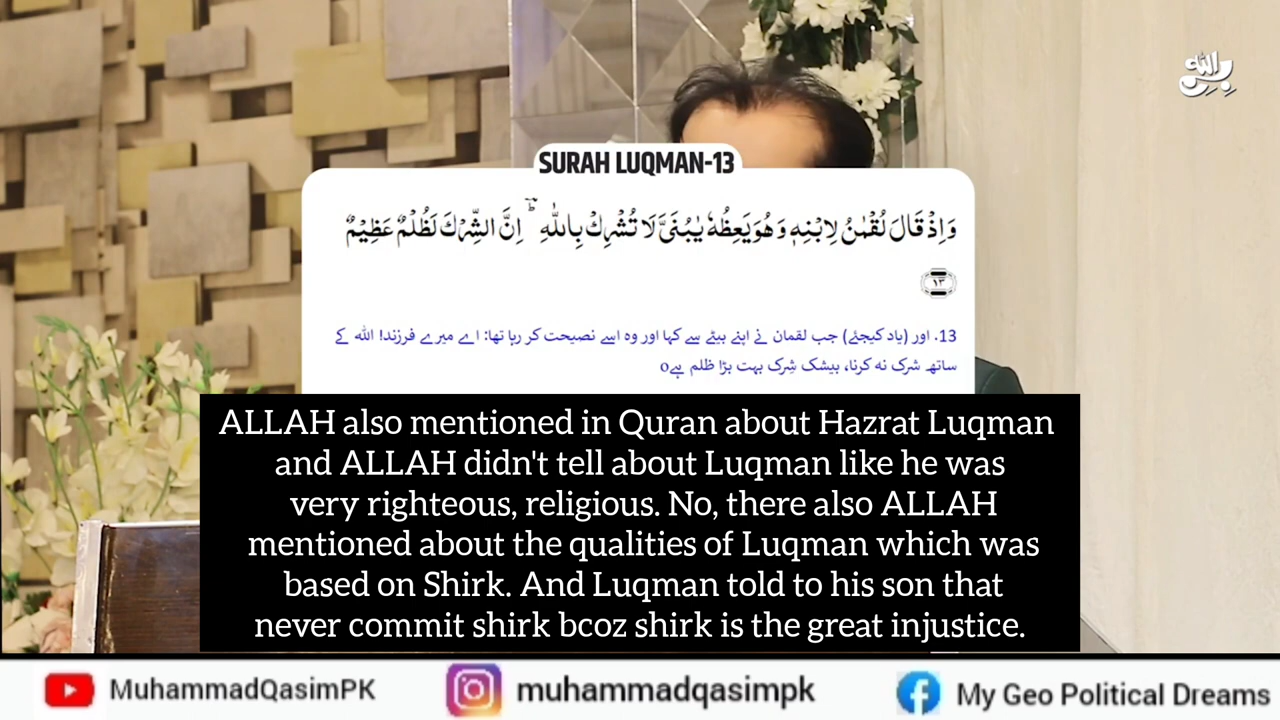 بسم الله
SURAH LUQMAN-13
وَاِذْ قَالَ لُقْمٰنُ لِابْنِهٖ وَهُوَ يَعِظُهٗ يٰبُنَيَّ لَا تُشْرِكْ بِاللّٰهِ ؕ اِنَّ الشِّرْكَ لَظُلْمٌ عَظِيْمٌ
۱۳
13. اور (یاد کیجئے) جب لقمان نے اپنے بیٹے سے کہا اور وہ اسے نصیحت کر رہا تھا: اے میرے فرزند! اللہ کے
ساتھ شرک نہ کرنا، بیشک شِرک بہت بڑا ظلم ہےo
ALLAH also mentioned in Quran about Hazrat Luqman
and ALLAH didn't tell about Luqman like he was
very righteous, religious. No, there also ALLAH
mentioned about the qualities of Luqman which was
based on Shirk. And Luqman told to his son that
never commit shirk bcoz shirk is the great injustice.
MuhammadQasimPK
muhammadqasimpk
My Geo Political Dreams